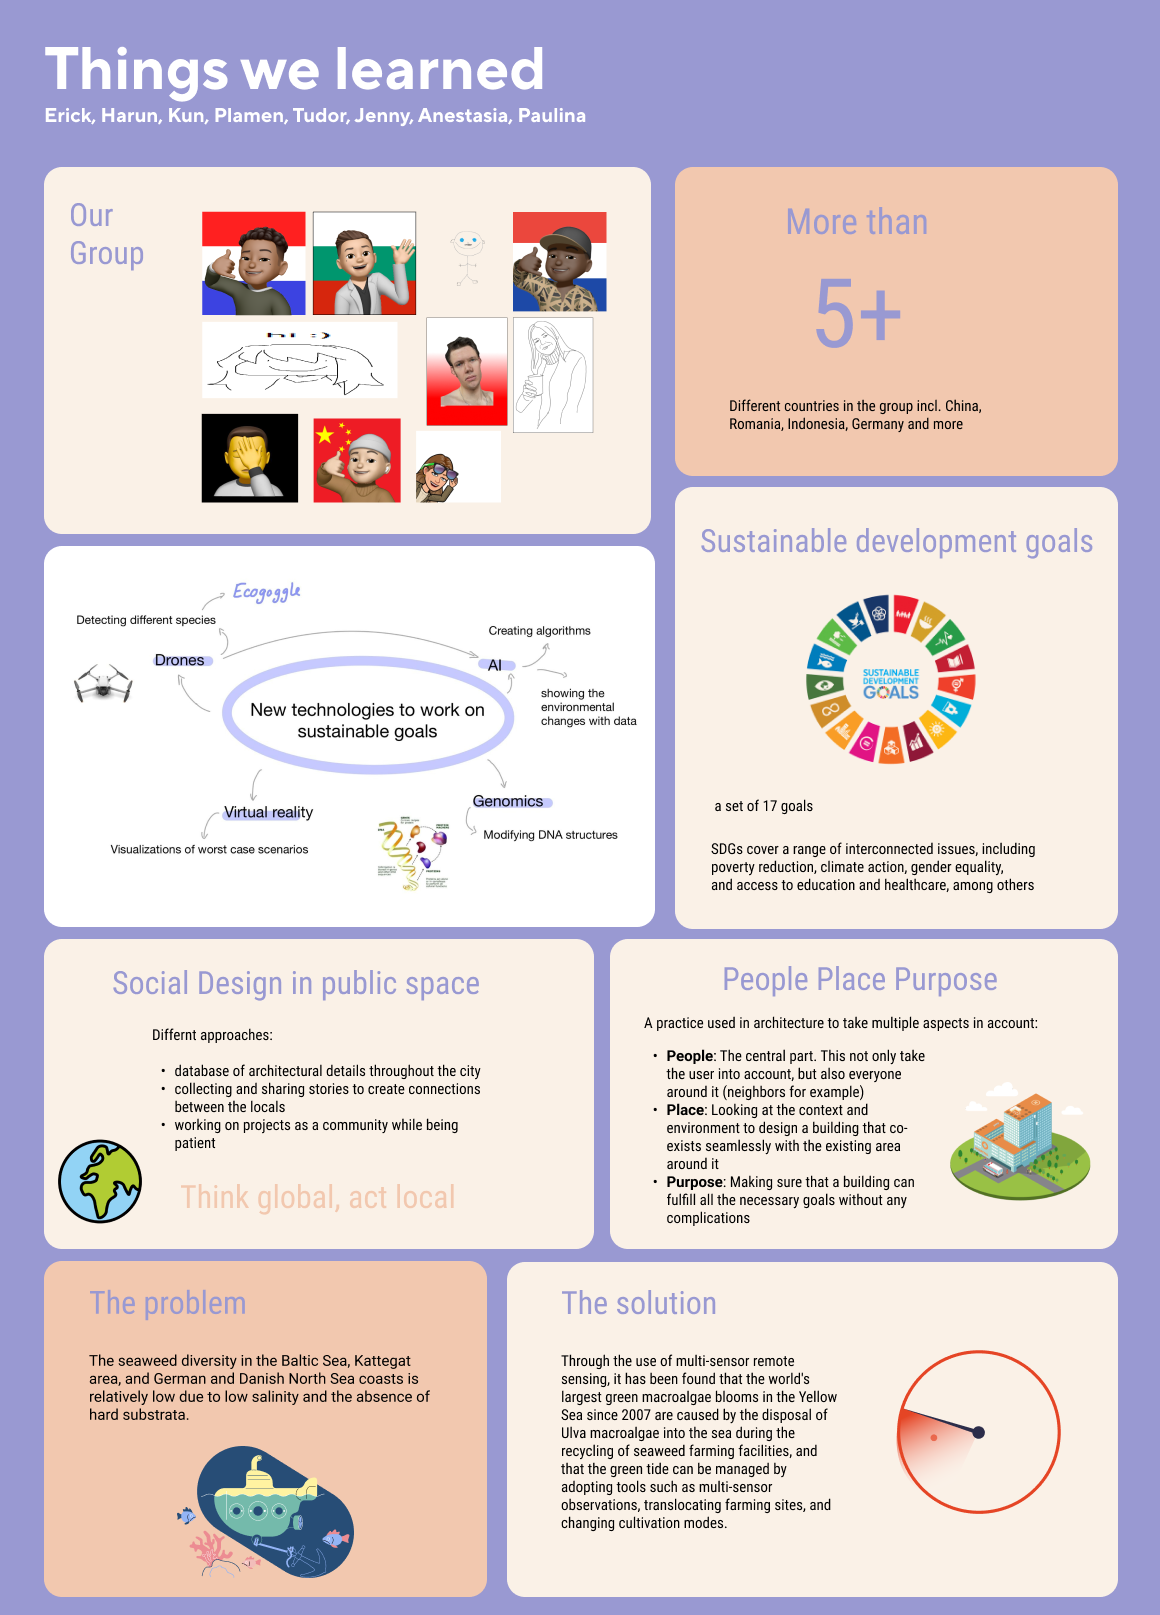 Things we learned
Erick, Harun, Kun, Plamen, Tudor, Jenny, Anestasia, Paulina
Our
Group
hi :)
More than
5+
Different countries in the group incl. China,
Romania, Indonesia, Germany and more
Sustainable development goals
SUSTAINABLE
DEVELOPMENT
GOALS
a set of 17 goals
SDGs cover a range of interconnected issues, including
poverty reduction, climate action, gender equality,
and access to education and healthcare, among others
Ecogoggle
Detecting different species
Drones
Creating algorithms
AI
showing the
environmental
changes with data
New technologies to work on
sustainable goals
Virtual reality
Visualizations of worst case scenarios
Genomics
Modifying DNA structures
Social Design in public space
Differnt approaches:
• database of architectural details throughout the city
• collecting and sharing stories to create connections
between the locals
• working on projects as a community while being
patient
Think global, act local
People Place Purpose
A practice used in architecture to take multiple aspects in account:
• People: The central part. This not only take
the user into account, but also everyone
around it (neighbors for example)
• Place: Looking at the context and
environment to design a building that co-
exists seamlessly with the existing area
around it
• Purpose: Making sure that a building can
fulfill all the necessary goals without any
complications
The problem
The seaweed diversity in the Baltic Sea, Kattegat
area, and German and Danish North Sea coasts is
relatively low due to low salinity and the absence of
hard substrata.
The solution
Through the use of multi-sensor remote
sensing, it has been found that the world's
largest green macroalgae blooms in the Yellow
Sea since 2007 are caused by the disposal of
Ulva macroalgae into the sea during the
recycling of seaweed farming facilities, and
that the green tide can be managed by
adopting tools such as multi-sensor
observations, translocating farming sites, and
changing cultivation modes.